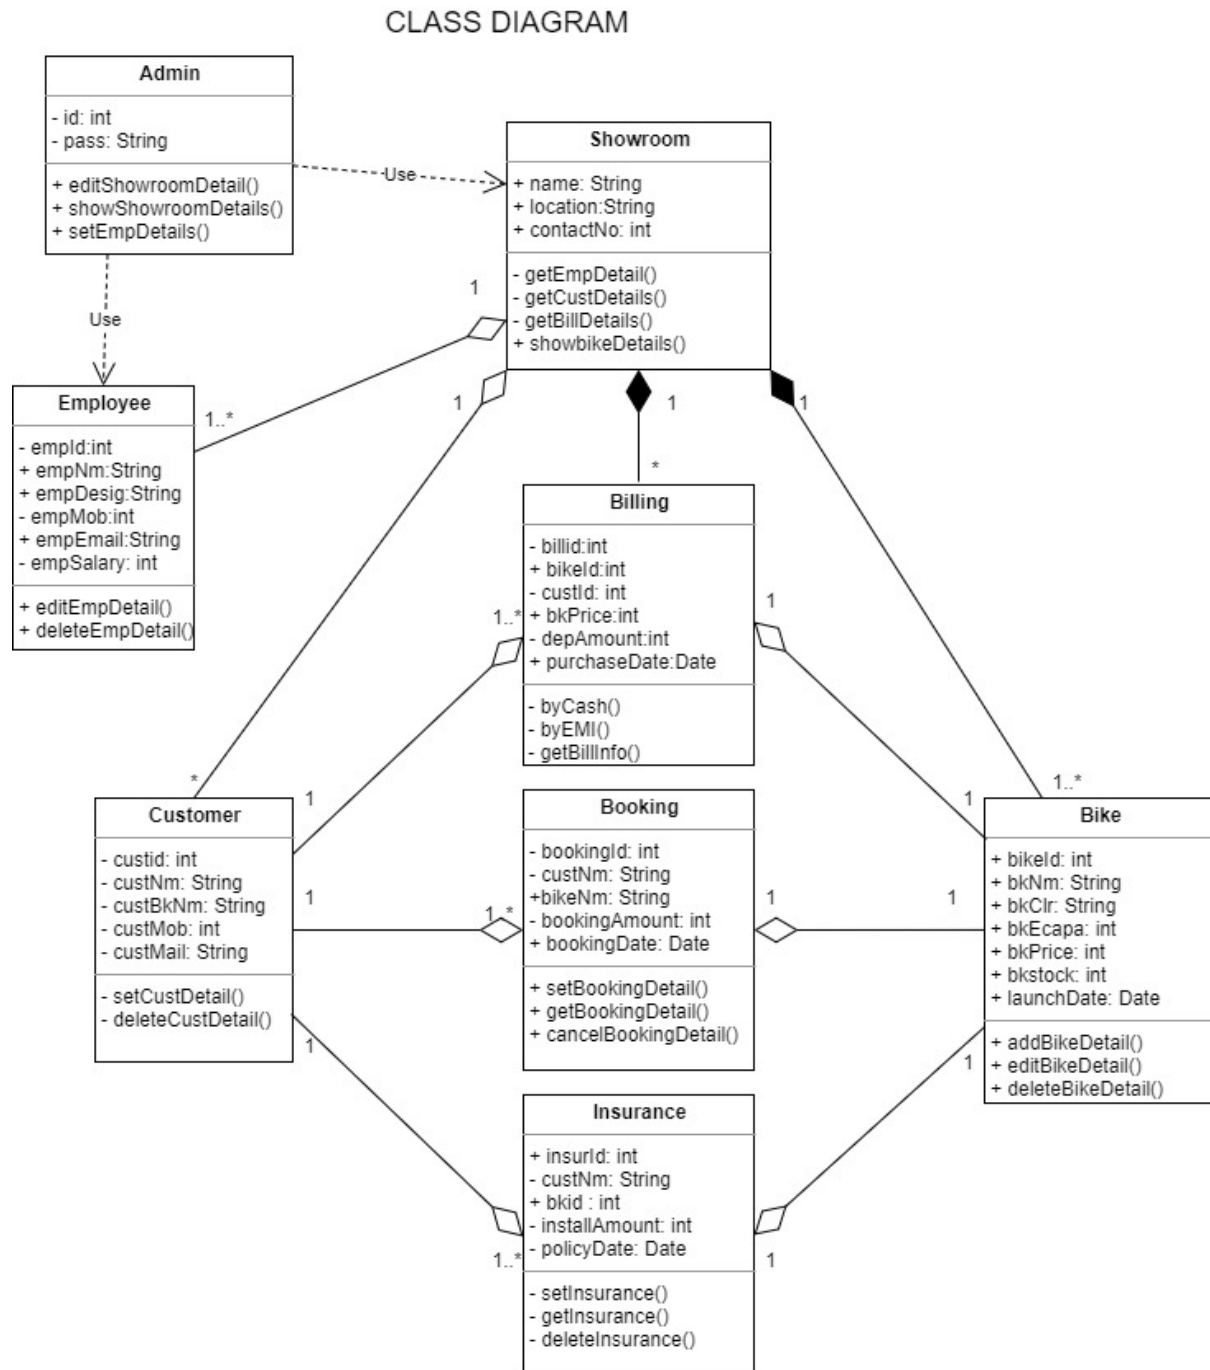 CLASS DIAGRAM
Admin
- id: int
- pass: String
+ editShowroomDetail()
+ showShowroomDetails()
+ setEmpDetails()
Use
Use
Showroom
+ name: String
+ location:String
+ contactNo: int
- getEmpDetail()
- getCustDetails()
- getBillDetails()
+ showbikeDetails()
1
1..*
1
*
1
*
1
1..*
Employee
- empId:int
+ empNm:String
+ empDesig:String
- empMob:int
+ empEmail:String
- empSalary: int
+ editEmpDetail()
+ deleteEmpDetail()
Billing
- billid:int
+ bikeId:int
- custId: int
+ bkPrice:int
- depAmount:int
+ purchaseDate:Date
- byCash()
- byEMI()
- getBillInfo()
1..*
1
1
1
Customer
- custid: int
- custNm: String
- custBkNm: String
- custMob: int
- custMail: String
- setCustDetail()
- deleteCustDetail()
Booking
- bookingId: int
- custNm: String
+bikeNm: String
- bookingAmount: int
+ bookingDate: Date
+ setBookingDetail()
+ getBookingDetail()
+ cancelBookingDetail()
1
1..*
1
1
Bike
+ bikeId: int
+ bkNm: String
+ bkClr: String
+ bkEcapa: int
+ bkPrice: int
+ bkstock: int
+ launchDate: Date
+ addBikeDetail()
+ editBikeDetail()
+ deleteBikeDetail()
Insurance
+ insurId: int
- custNm: String
+ bkid : int
- installAmount: int
- policyDate: Date
- setInsurance()
- getInsurance()
- deleteInsurance()
1
1..*
1
1